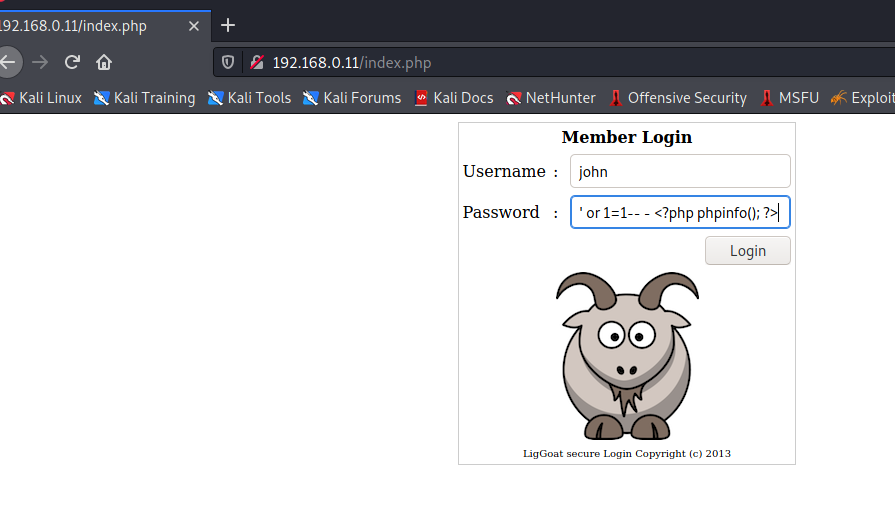 192.168.0.11/index.php
192.168.0.11/index.php
Kali Linux Kali Training Kali Tools Kali Forums Kali Docs NetHunter Offensive Security MSFU Exploit
Member Login
Username : john
Password : ' or 1=1-- - <?php phpinfo(); ?>
Login
LigGoat secure Login Copyright (c) 2013